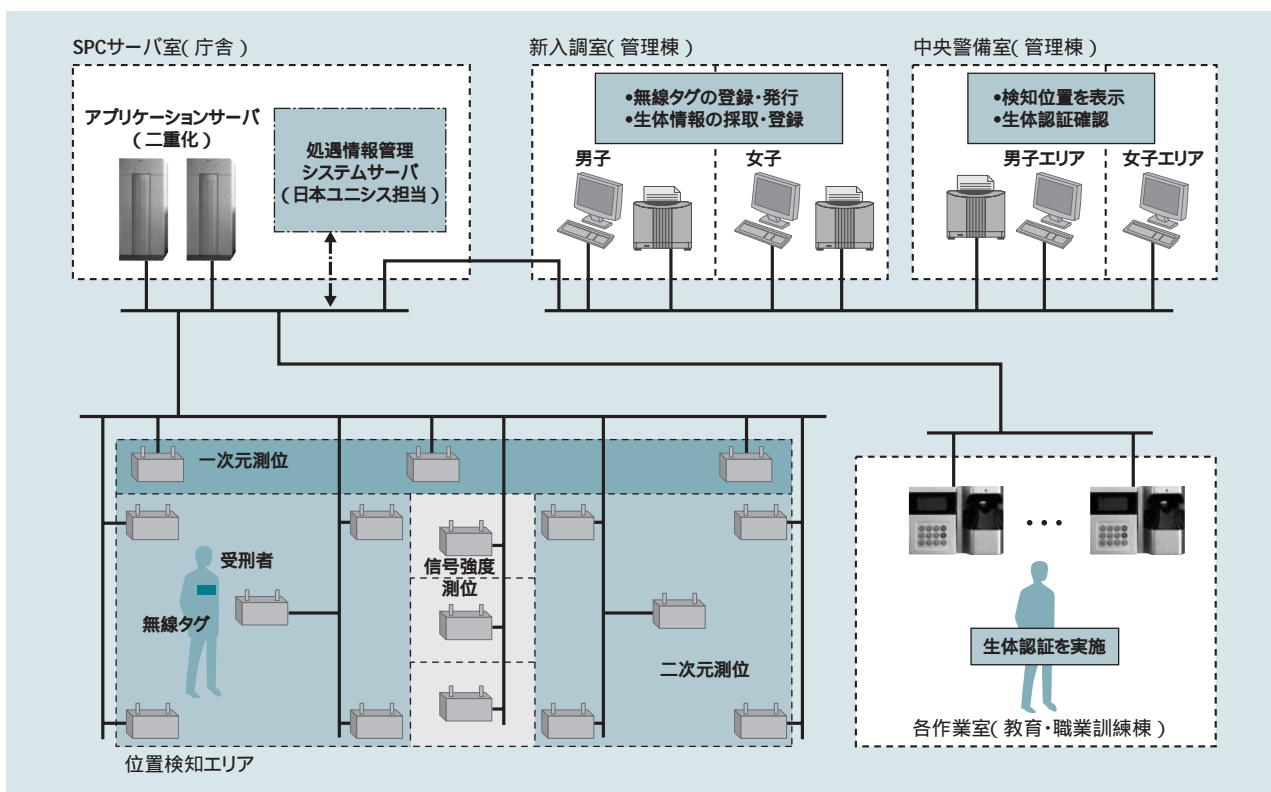 SPCサーバ室(庁舎)
アプリケーションサーバ
(二重化)
処遇情報管理
システムサーバ
(日本ユニシス担当)
新入調室(管理棟)
•無線タグの登録・発行
•生体情報の採取・登録
男子
女子
中央警備室(管理棟)
•検知位置を表示
•生体認証確認
男子エリア
女子エリア
一次元測位
受刑者
無線タグ
信号強度
測位
二次元測位
位置検知エリア
•••
生体認証を実施
各作業室(教育・職業訓練棟)